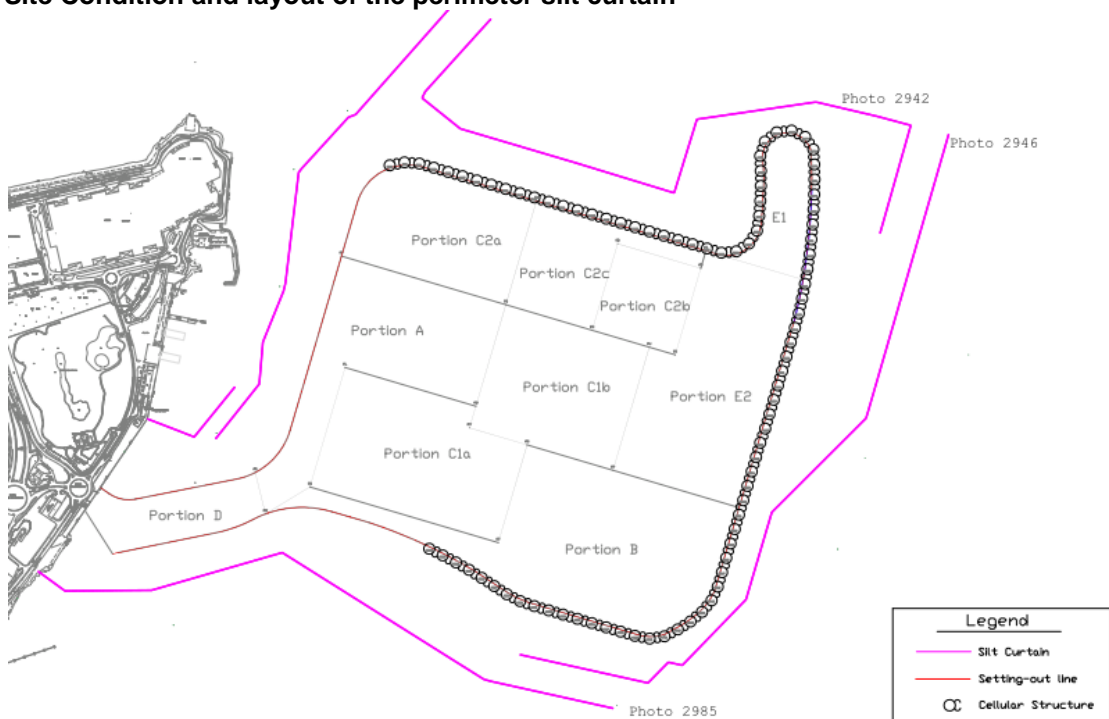 Site Condition and layout of the perimeter silt curtain
Photo 2942
Photo 2946
E1
Portion C2a
Portion C2c
Portion C2b
Portion A
Portion C1b
Portion E2
Portion C1a
Portion D
Portion B
Photo 2985
Legend
Silt Curtain
Setting-out line
Cellular Structure